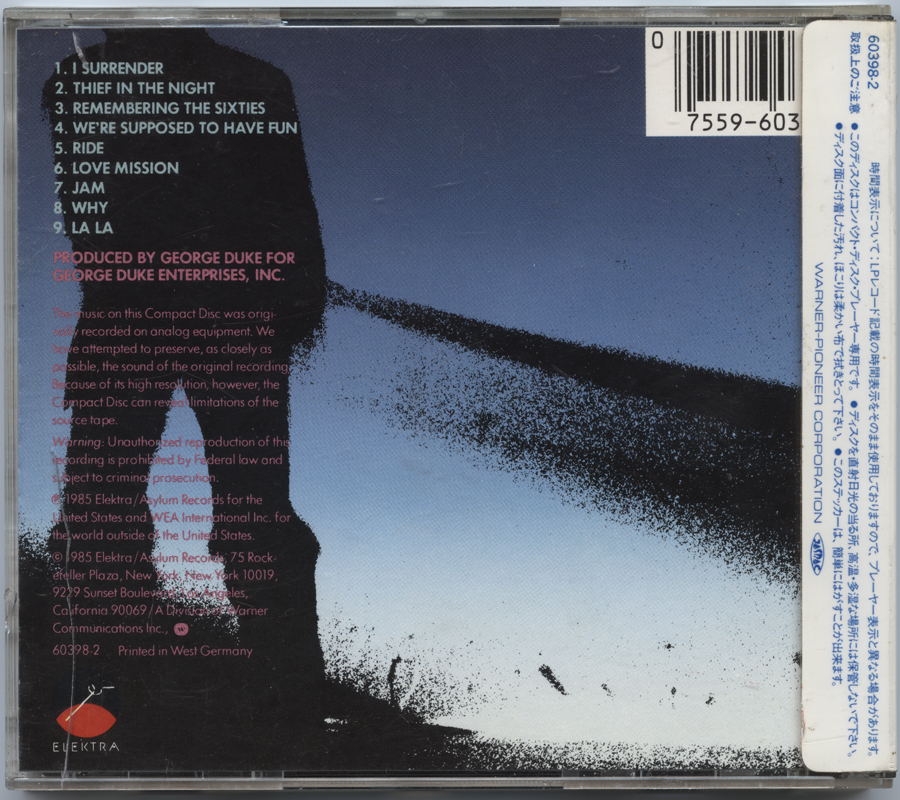 1. I SURRENDER
2. THIEF IN THE NIGHT
3. REMEMBERING THE SIXTIES
4. WE'RE SUPPOSED TO HAVE FUN
5. RIDE
6. LOVE MISSION
7. JAM
8. WHY
9. LA LA
PRODUCED BY GEORGE DUKE FOR
GEORGE DUKE ENTERPRISES, INC.
The music on this Compact Disc was origi-
nally recorded on analog equipment. We
have attempted to preserve, as closely as
possible, the sound of the original recording.
Because of its high resolution, however, the
Compact Disc can reveal limitations of the
source tape.
Warning: Unauthorized reproduction of this
recording is prohibited by Federal law and
subject to criminal prosecution.
℗ 1985 Elektra/Asylum Records for the
United States and WEA International Inc. for
the world outside of the United States.
© 1985 Elektra/Asylum Records, 75 Rock-
efeller Plaza, New York, New York 10019,
9229 Sunset Boulevard, Los Angeles,
California 90069/A Division of Warner
Communications Inc.,
60398-2 Printed in West Germany
ELEKTRA
0 7559-603
60398-2 時間表示について:LPレコード記載の時間表示をそのまま使用しておりますので、プレーヤー表示と異なる場合があります。
取扱上のご注意 ●このディスクはコンパクト・ディスク・プレーヤー専用です。 ●ディスクを直射日光の当る所、高温・多湿な場所には保管しないで下さい。
●ディスク面に付着した汚れ、ほこりは柔かい布で拭きとって下さい。 ●このステッカーは、簡単にはがすことが出来ます。
WARNER-PIONEER CORPORATION